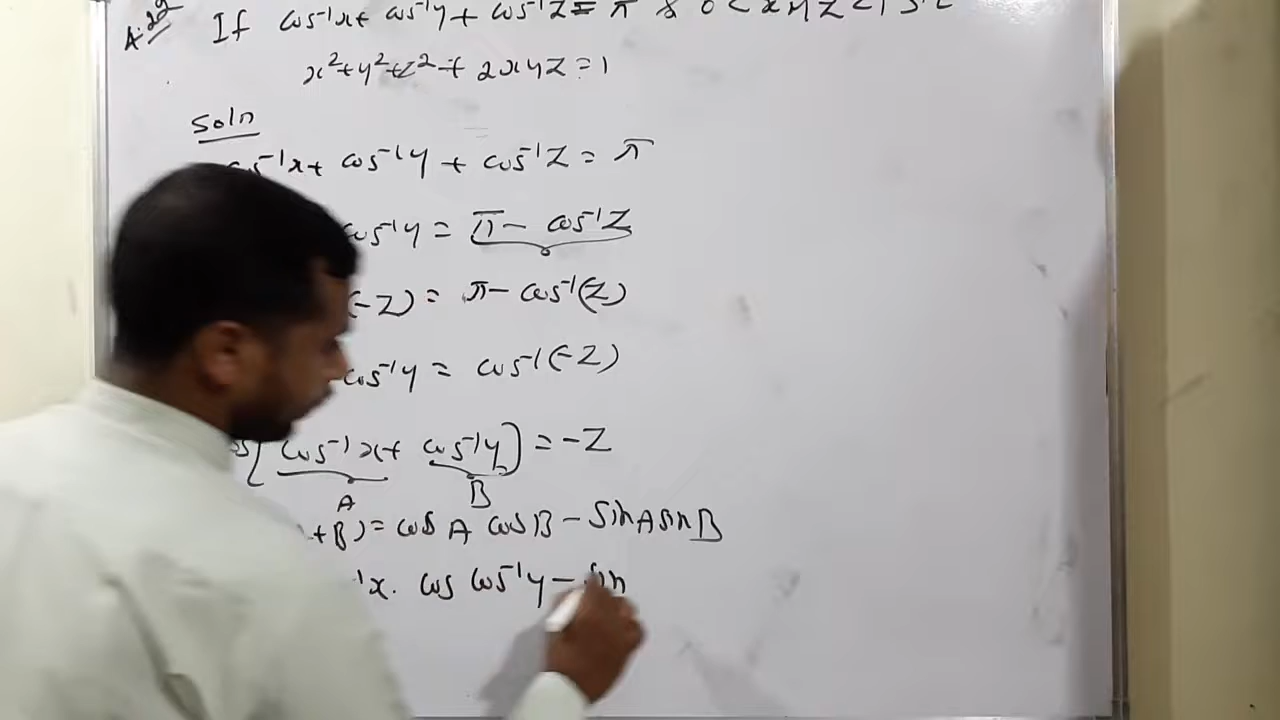 A-29 If cos⁻¹x + cos⁻¹y + cos⁻¹z = π & 0 <
x² + y² + z² + 2xyz = 1
Soln
cos⁻¹x + cos⁻¹y + cos⁻¹z = π
cos⁻¹y = π - cos⁻¹z
(-z) = π - cos⁻¹(z)
cos⁻¹y = cos⁻¹(-z)
[cos⁻¹x + cos⁻¹y] = -z
A B
+B) = cos A cos B - sin A sin B
⁻¹x. cos cos⁻¹y - sin